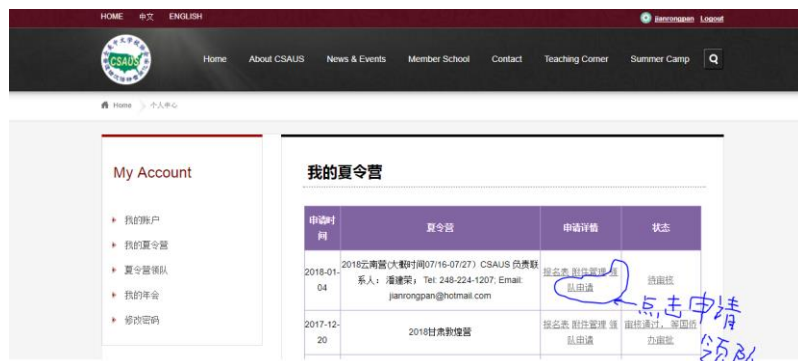 HOME 中文 ENGLISH jianrongpan Logout
CSAUS
Home About CSAUS News & Events Member School Contact Teaching Corner Summer Camp
Home 个人中心
My Account
我的账户
我的夏令营
夏令营领队
我的年会
修改密码
我的夏令营
申请时间 夏令营 申请详情 状态
2018-01-04
2018云南营(大概时间07/16-07/27）CSAUS 负责联
系人： 潘建荣； Tel: 248-224-1207; Email:
jianrongpan@hotmail.com
报名表 附件管理 领
队申请
待审核
2017-12-20
2018甘肃敦煌营
报名表 附件管理 领
队申请
审核通过， 等国侨
办审批
点击申请
领队